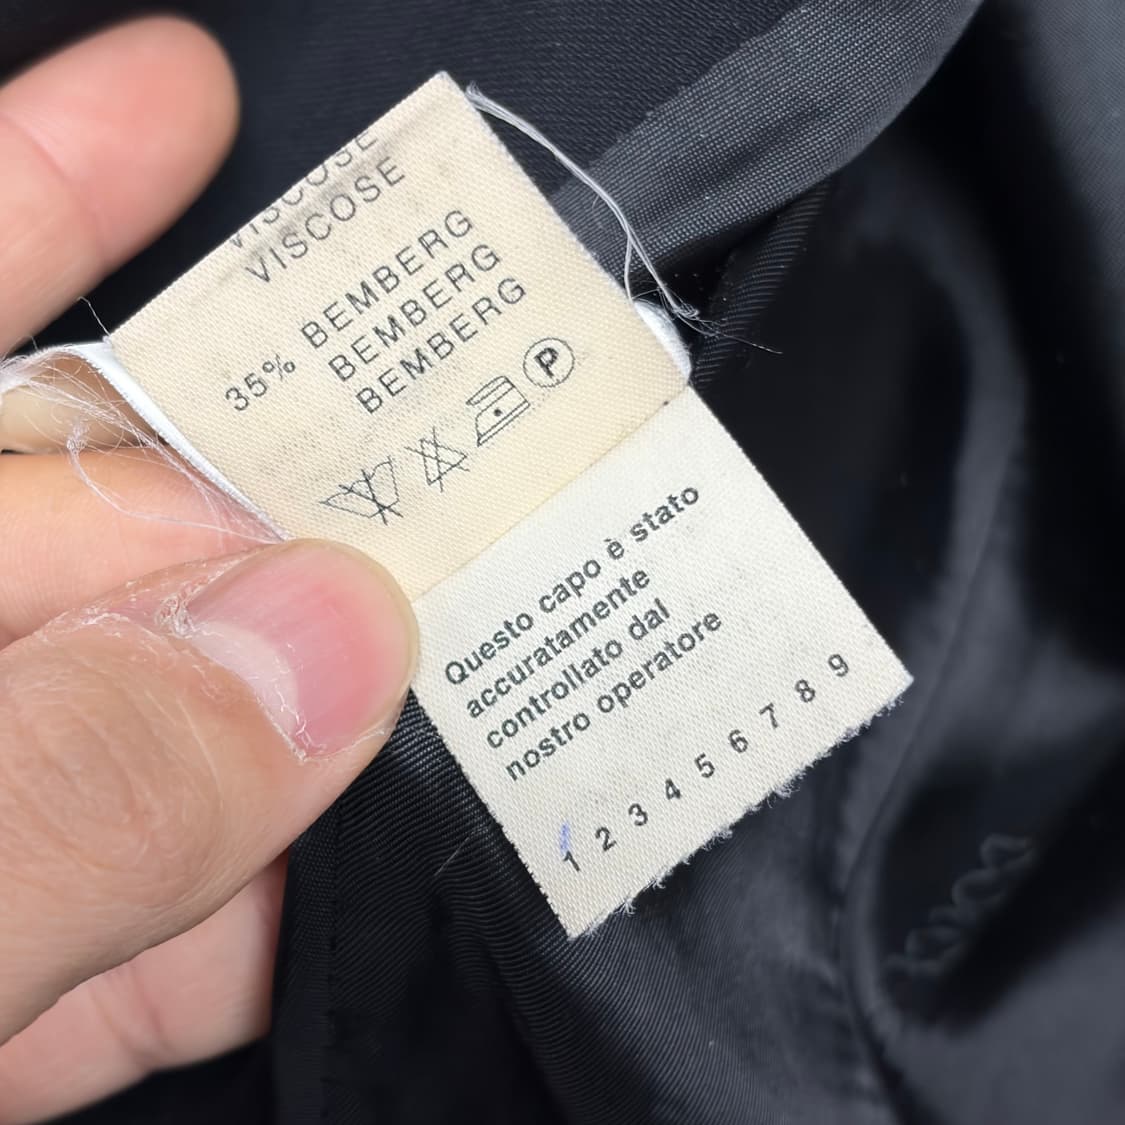 VISCOSE
VISCOSE
35% BEMBERG
BEMBERG
BEMBERG
P
Questo capo è stato
accuratamente
controllato dal
nostro operatore
1 2 3 4 5 6 7 8 9